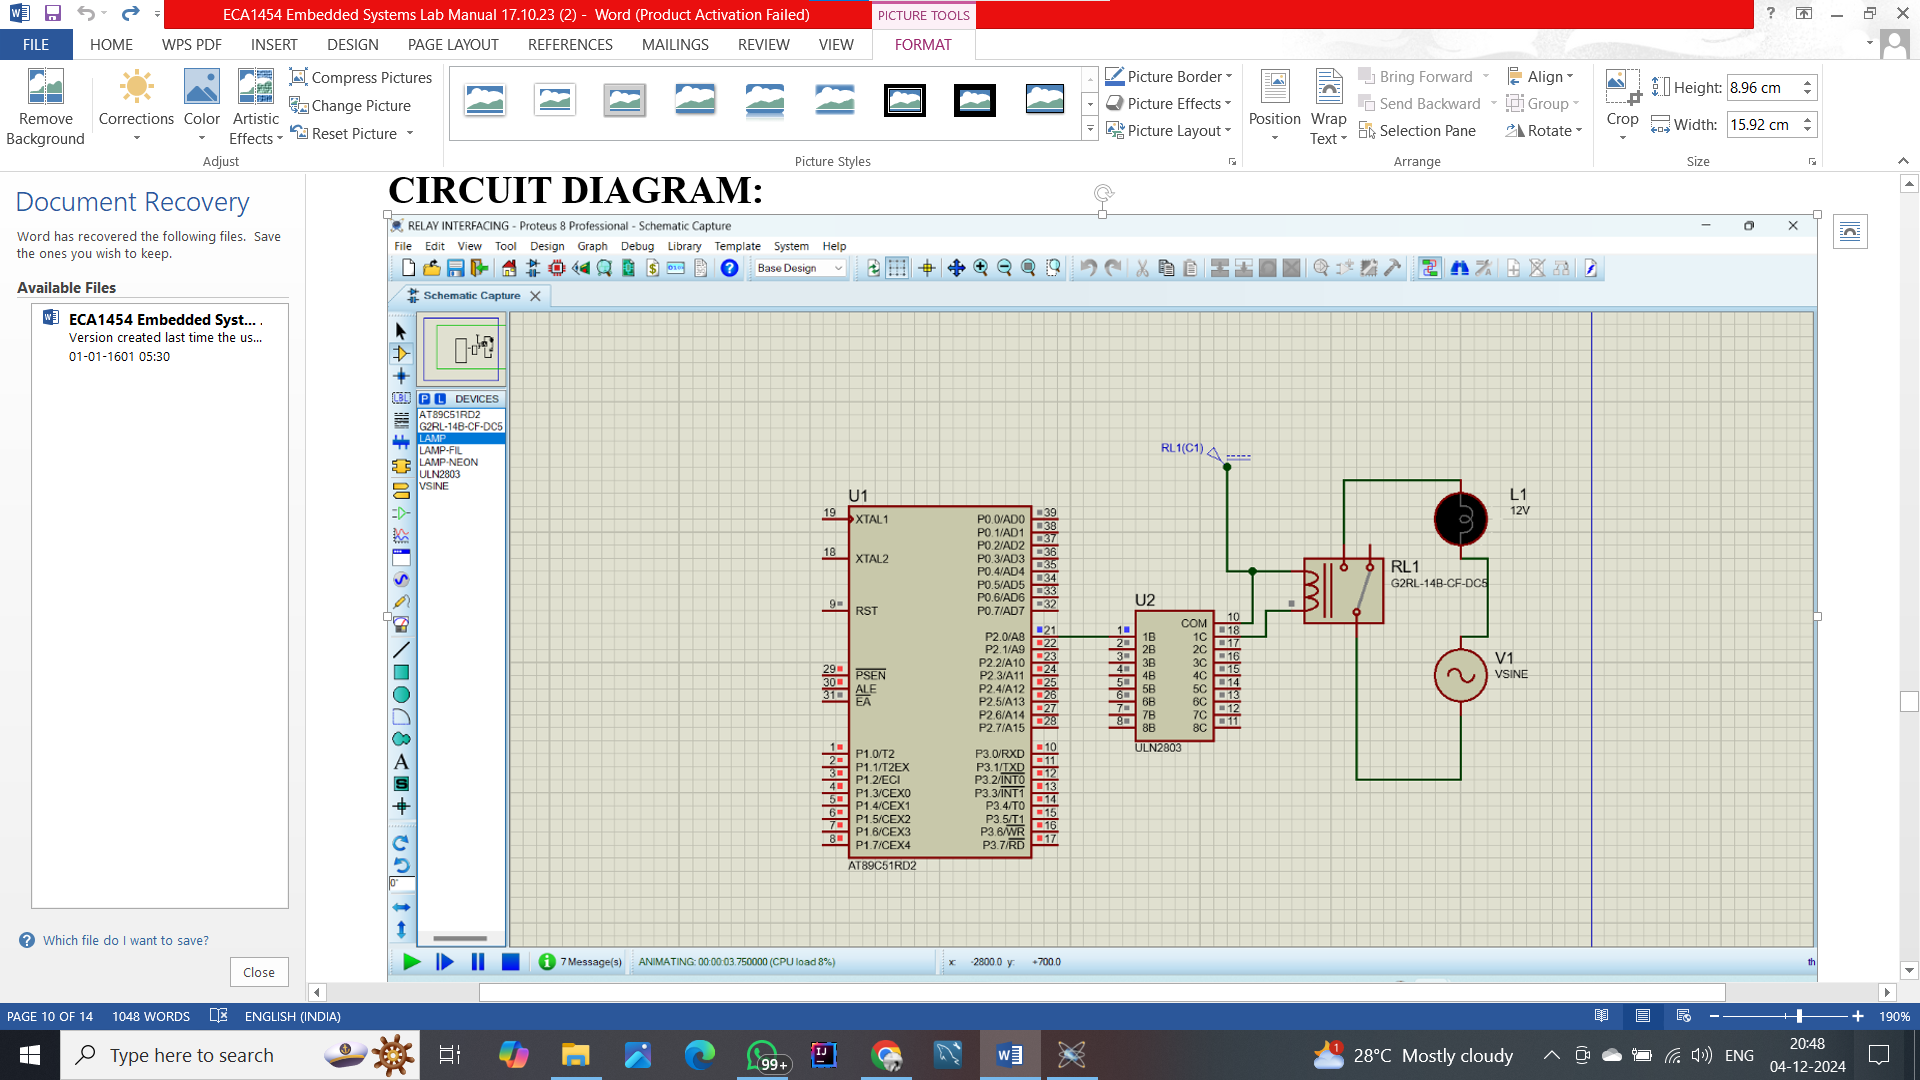 ECA1454 Embedded Systems Lab Manual 17.10.23 (2) - Word (Product Activation Failed)
PICTURE TOOLS
FILE HOME WPS PDF INSERT DESIGN PAGE LAYOUT REFERENCES MAILINGS REVIEW VIEW FORMAT
Remove Background
Corrections
Color
Artistic Effects
Compress Pictures
Change Picture
Reset Picture
Adjust
Picture Styles
Picture Border
Picture Effects
Picture Layout
Position
Wrap Text
Bring Forward
Send Backward
Selection Pane
Align
Group
Rotate
Arrange
Crop
Height: 8.96 cm
Width: 15.92 cm
Size
Document Recovery
Word has recovered the following files. Save
the ones you wish to keep.
Available Files
ECA1454 Embedded Syst... .
Version created last time the us...
01-01-1601 05:30
Which file do I want to save?
Close
CIRCUIT DIAGRAM:
RELAY INTERFACING - Proteus 8 Professional - Schematic Capture
File Edit View Tool Design Graph Debug Library Template System Help
Base Design
Schematic Capture
P L DEVICES
AT89C51RD2
G2RL-14B-CF-DC5
LAMP
LAMP-FIL
LAMP-NEON
ULN2803
VSINE
U1
19 XTAL1
18 XTAL2
9 RST
29 PSEN
30 ALE
31 EA
1 P1.0/T2
2 P1.1/T2EX
3 P1.2/ECI
4 P1.3/CEX0
5 P1.4/CEX1
6 P1.5/CEX2
7 P1.6/CEX3
8 P1.7/CEX4
P0.0/AD0 39
P0.1/AD1 38
P0.2/AD2 37
P0.3/AD3 36
P0.4/AD4 35
P0.5/AD5 34
P0.6/AD6 33
P0.7/AD7 32
P2.0/A8 21
P2.1/A9 22
P2.2/A10 23
P2.3/A11 24
P2.4/A12 25
P2.5/A13 26
P2.6/A14 27
P2.7/A15 28
P3.0/RXD 10
P3.1/TXD 11
P3.2/INT0 12
P3.3/INT1 13
P3.4/T0 14
P3.5/T1 15
P3.6/WR 16
P3.7/RD 17
AT89C51RD2
RL1(C1)
U2
COM 10
1 1B 1C 18
2 2B 2C 17
3 3B 3C 16
4 4B 4C 15
5 5B 5C 14
6 6B 6C 13
7 7B 7C 12
8 8B 8C 11
ULN2803
RL1
G2RL-14B-CF-DC5
L1
12V
V1
VSINE
0°
7 Message(s) ANIMATING: 00:00:03.750000 (CPU load 8%) x: -2800.0 y: +700.0 th
PAGE 10 OF 14 1048 WORDS ENGLISH (INDIA) 190%
Type here to search
99+
1
28°C Mostly cloudy
ENG
20:48
04-12-2024